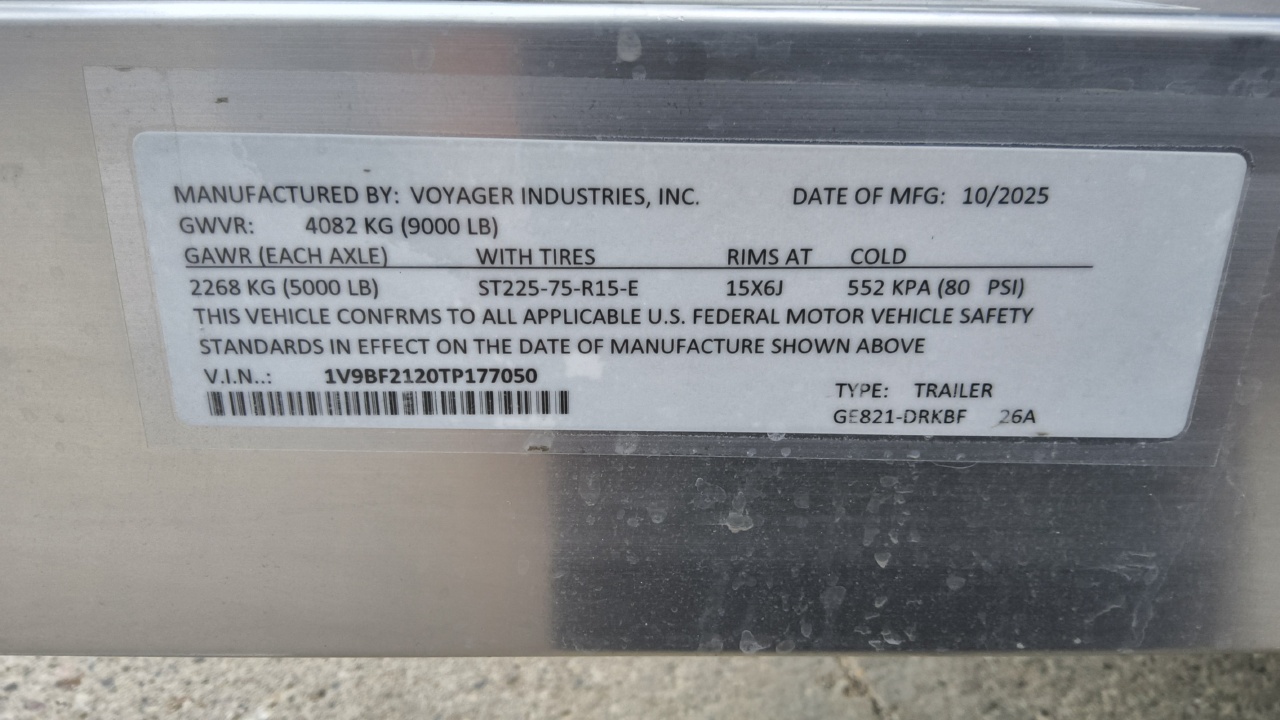 MANUFACTURED BY: VOYAGER INDUSTRIES, INC. DATE OF MFG: 10/2025
GWVR: 4082 KG (9000 LB)
GAWR (EACH AXLE) WITH TIRES RIMS AT COLD
2268 KG (5000 LB) ST225-75-R15-E 15X6J 552 KPA (80 PSI)
THIS VEHICLE CONFRMS TO ALL APPLICABLE U.S. FEDERAL MOTOR VEHICLE SAFETY
STANDARDS IN EFFECT ON THE DATE OF MANUFACTURE SHOWN ABOVE
V.I.N..: 1V9BF2120TP177050
TYPE: TRAILER
GE821-DRKBF 26A